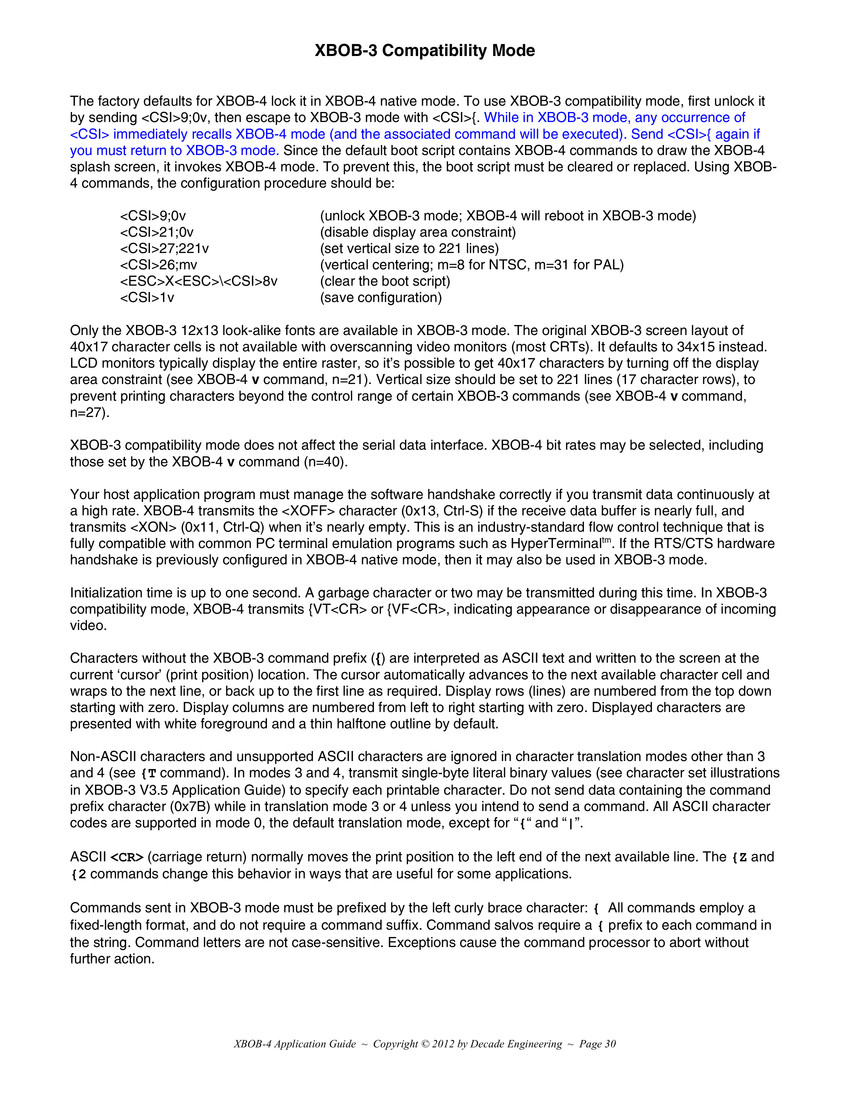 XBOB-3 Compatibility Mode
The factory defaults for XBOB-4 lock it in XBOB-4 native mode. To use XBOB-3 compatibility mode, first unlock it
by sending <CSI>9;0v, then escape to XBOB-3 mode with <CSI>{. While in XBOB-3 mode, any occurrence of
<CSI> immediately recalls XBOB-4 mode (and the associated command will be executed). Send <CSI>{ again if
you must return to XBOB-3 mode. Since the default boot script contains XBOB-4 commands to draw the XBOB-4
splash screen, it invokes XBOB-4 mode. To prevent this, the boot script must be cleared or replaced. Using XBOB-
4 commands, the configuration procedure should be:
<CSI>9;0v (unlock XBOB-3 mode; XBOB-4 will reboot in XBOB-3 mode)
<CSI>21;0v (disable display area constraint)
<CSI>27;221v (set vertical size to 221 lines)
<CSI>26;mv (vertical centering; m=8 for NTSC, m=31 for PAL)
<ESC>X<ESC>\<CSI>8v (clear the boot script)
<CSI>1v (save configuration)
Only the XBOB-3 12x13 look-alike fonts are available in XBOB-3 mode. The original XBOB-3 screen layout of
40x17 character cells is not available with overscanning video monitors (most CRTs). It defaults to 34x15 instead.
LCD monitors typically display the entire raster, so it's possible to get 40x17 characters by turning off the display
area constraint (see XBOB-4 v command, n=21). Vertical size should be set to 221 lines (17 character rows), to
prevent printing characters beyond the control range of certain XBOB-3 commands (see XBOB-4 v command,
n=27).
XBOB-3 compatibility mode does not affect the serial data interface. XBOB-4 bit rates may be selected, including
those set by the XBOB-4 v command (n=40).
Your host application program must manage the software handshake correctly if you transmit data continuously at
a high rate. XBOB-4 transmits the <XOFF> character (0x13, Ctrl-S) if the receive data buffer is nearly full, and
transmits <XON> (0x11, Ctrl-Q) when it's nearly empty. This is an industry-standard flow control technique that is
fully compatible with common PC terminal emulation programs such as HyperTerminal™. If the RTS/CTS hardware
handshake is previously configured in XBOB-4 native mode, then it may also be used in XBOB-3 mode.
Initialization time is up to one second. A garbage character or two may be transmitted during this time. In XBOB-3
compatibility mode, XBOB-4 transmits {VT<CR> or {VF<CR>, indicating appearance or disappearance of incoming
video.
Characters without the XBOB-3 command prefix ({) are interpreted as ASCII text and written to the screen at the
current 'cursor' (print position) location. The cursor automatically advances to the next available character cell and
wraps to the next line, or back up to the first line as required. Display rows (lines) are numbered from the top down
starting with zero. Display columns are numbered from left to right starting with zero. Displayed characters are
presented with white foreground and a thin halftone outline by default.
Non-ASCII characters and unsupported ASCII characters are ignored in character translation modes other than 3
and 4 (see {T command). In modes 3 and 4, transmit single-byte literal binary values (see character set illustrations
in XBOB-3 V3.5 Application Guide) to specify each printable character. Do not send data containing the command
prefix character (0x7B) while in translation mode 3 or 4 unless you intend to send a command. All ASCII character
codes are supported in mode 0, the default translation mode, except for “{“ and “|”.
ASCII <CR> (carriage return) normally moves the print position to the left end of the next available line. The {Z and
{2 commands change this behavior in ways that are useful for some applications.
Commands sent in XBOB-3 mode must be prefixed by the left curly brace character: { All commands employ a
fixed-length format, and do not require a command suffix. Command salvos require a { prefix to each command in
the string. Command letters are not case-sensitive. Exceptions cause the command processor to abort without
further action.
XBOB-4 Application Guide ~ Copyright © 2012 by Decade Engineering ~ Page 30